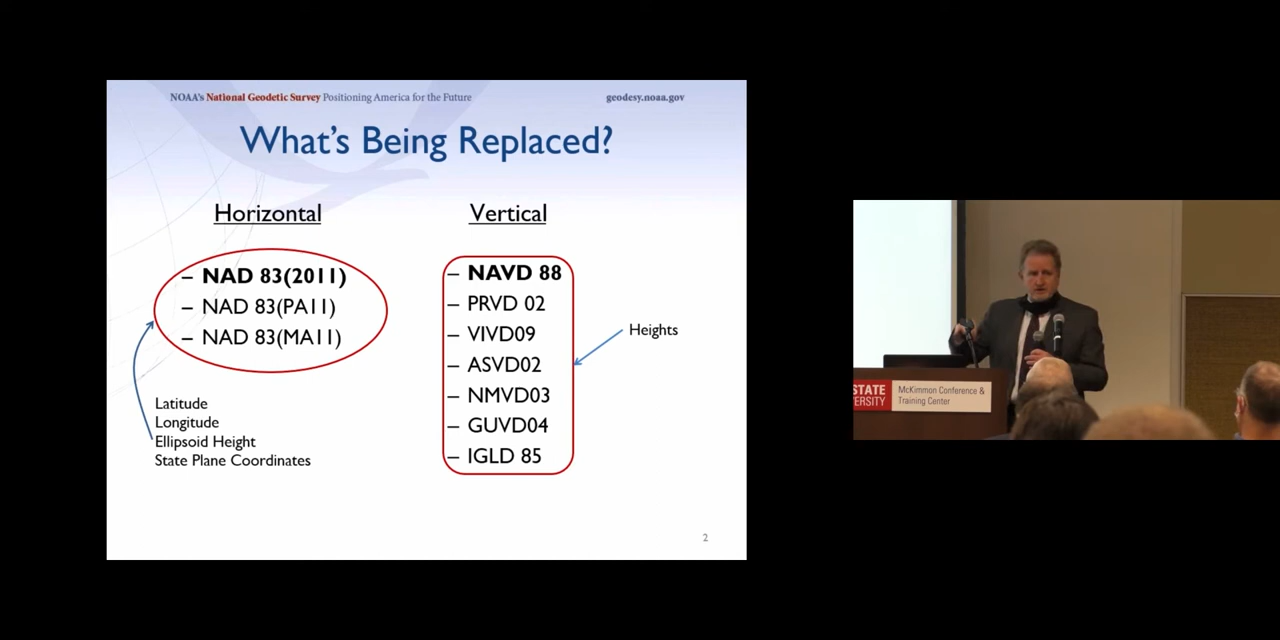 NOAA's National Geodetic Survey Positioning America for the Future
geodesy.noaa.gov
What's Being Replaced?
Horizontal
– NAD 83(2011)
– NAD 83(PA11)
– NAD 83(MA11)
Latitude
Longitude
Ellipsoid Height
State Plane Coordinates
Vertical
– NAVD 88
– PRVD 02
– VIVD09
– ASVD02
– NMVD03
– GUVD04
– IGLD 85
Heights
2
STATE
ERSITY
McKimmon Conference &
Training Center